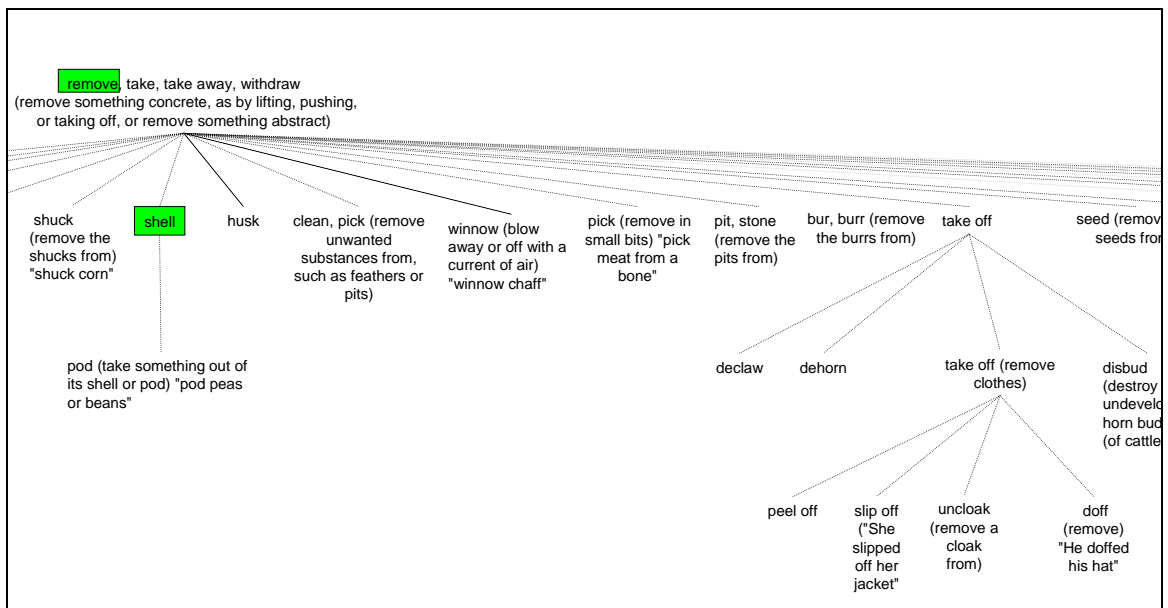 remove, take, take away, withdraw
(remove something concrete, as by lifting, pushing,
or taking off, or remove something abstract)
shuck
(remove the
shucks from)
"shuck corn"
shell
husk
clean, pick (remove
unwanted
substances from,
such as feathers or
pits)
winnow (blow
away or off with a
current of air)
"winnow chaff"
pick (remove in
small bits) "pick
meat from a
bone"
pit, stone
(remove the
pits from)
bur, burr (remove
the burrs from)
take off
seed (remov
seeds from
pod (take something out of
its shell or pod) "pod peas
or beans"
declaw
dehorn
take off (remove
clothes)
disbud
(destroy
undevelo
horn bud
(of cattle
peel off
slip off
("She
slipped
off her
jacket"
uncloak
(remove a
cloak
from)
doff
(remove)
"He doffed
his hat"